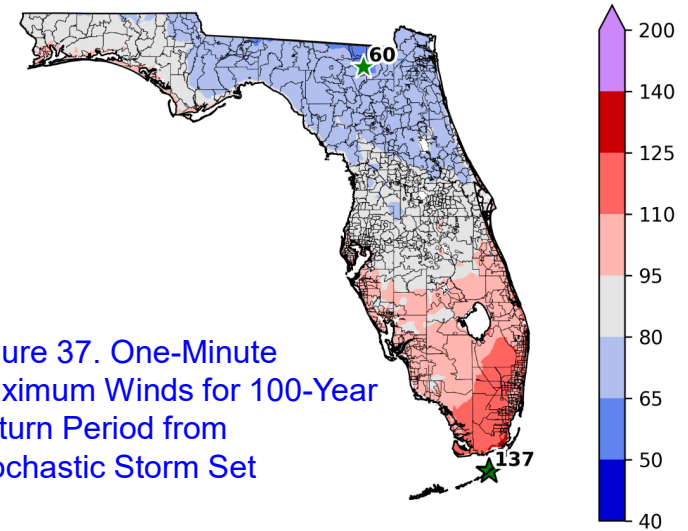 60
137
ure 37. One-Minute
ximum Winds for 100-Year
turn Period from
ochastic Storm Set
200
140
125
110
95
80
65
50
40